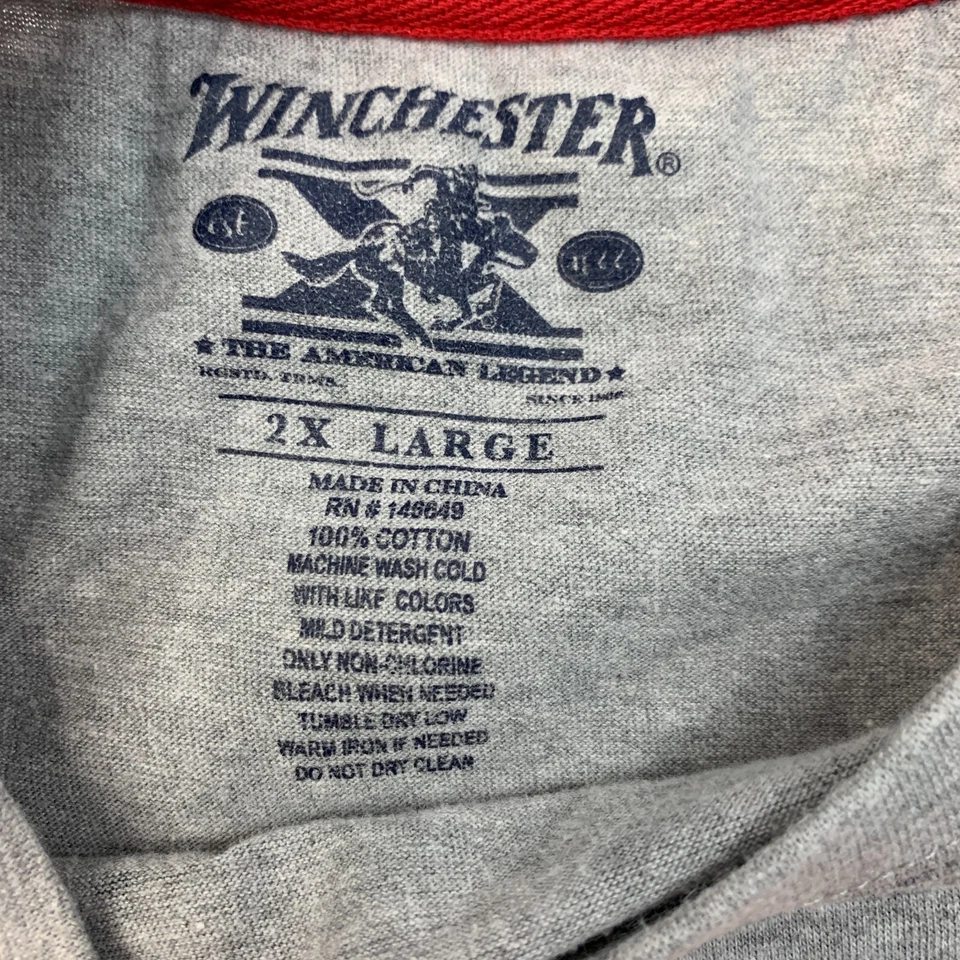 WINCHESTER®
★ THE AMERICAN LEGEND ★
RGSTD. TRMK.
SINCE 1866
2X LARGE
MADE IN CHINA
RN # 149649
100% COTTON
MACHINE WASH COLD
WITH LIKE COLORS
MILD DETERGENT
ONLY NON-CHLORINE
BLEACH WHEN NEEDED
TUMBLE DRY LOW
WARM IRON IF NEEDED
DO NOT DRY CLEAN